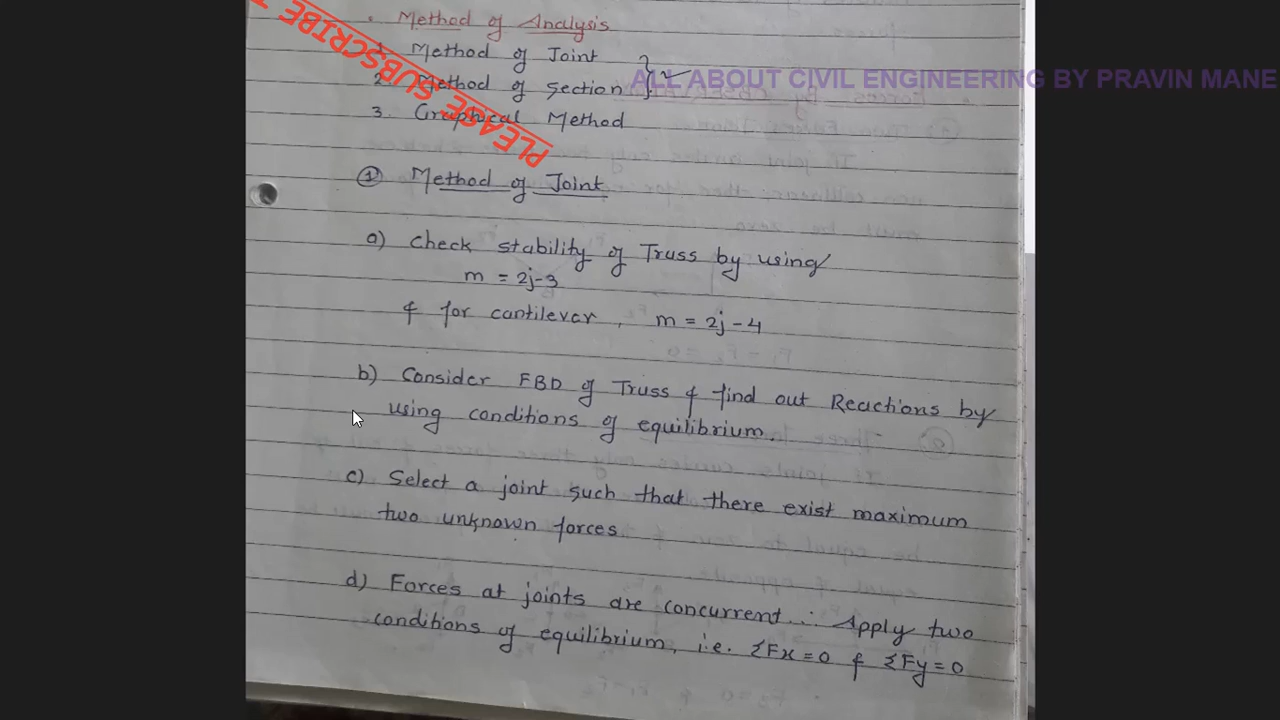 • Method of Analysis
1. Method of Joint
2. Method of section
3. Graphical Method
PLEASE SUBSCRIBE
ALL ABOUT CIVIL ENGINEERING BY PRAVIN MANE
① Method of Joint
a) Check stability of Truss by using
m = 2j-3
& for cantilever, m = 2j-4
b) Consider FBD of Truss & find out Reactions by
using conditions of equilibrium.
c) Select a joint such that there exist maximum
two unknown forces
d) Forces at joints are concurrent ∴ Apply two
conditions of equilibrium, i.e. ΣFx=0 & ΣFy=0